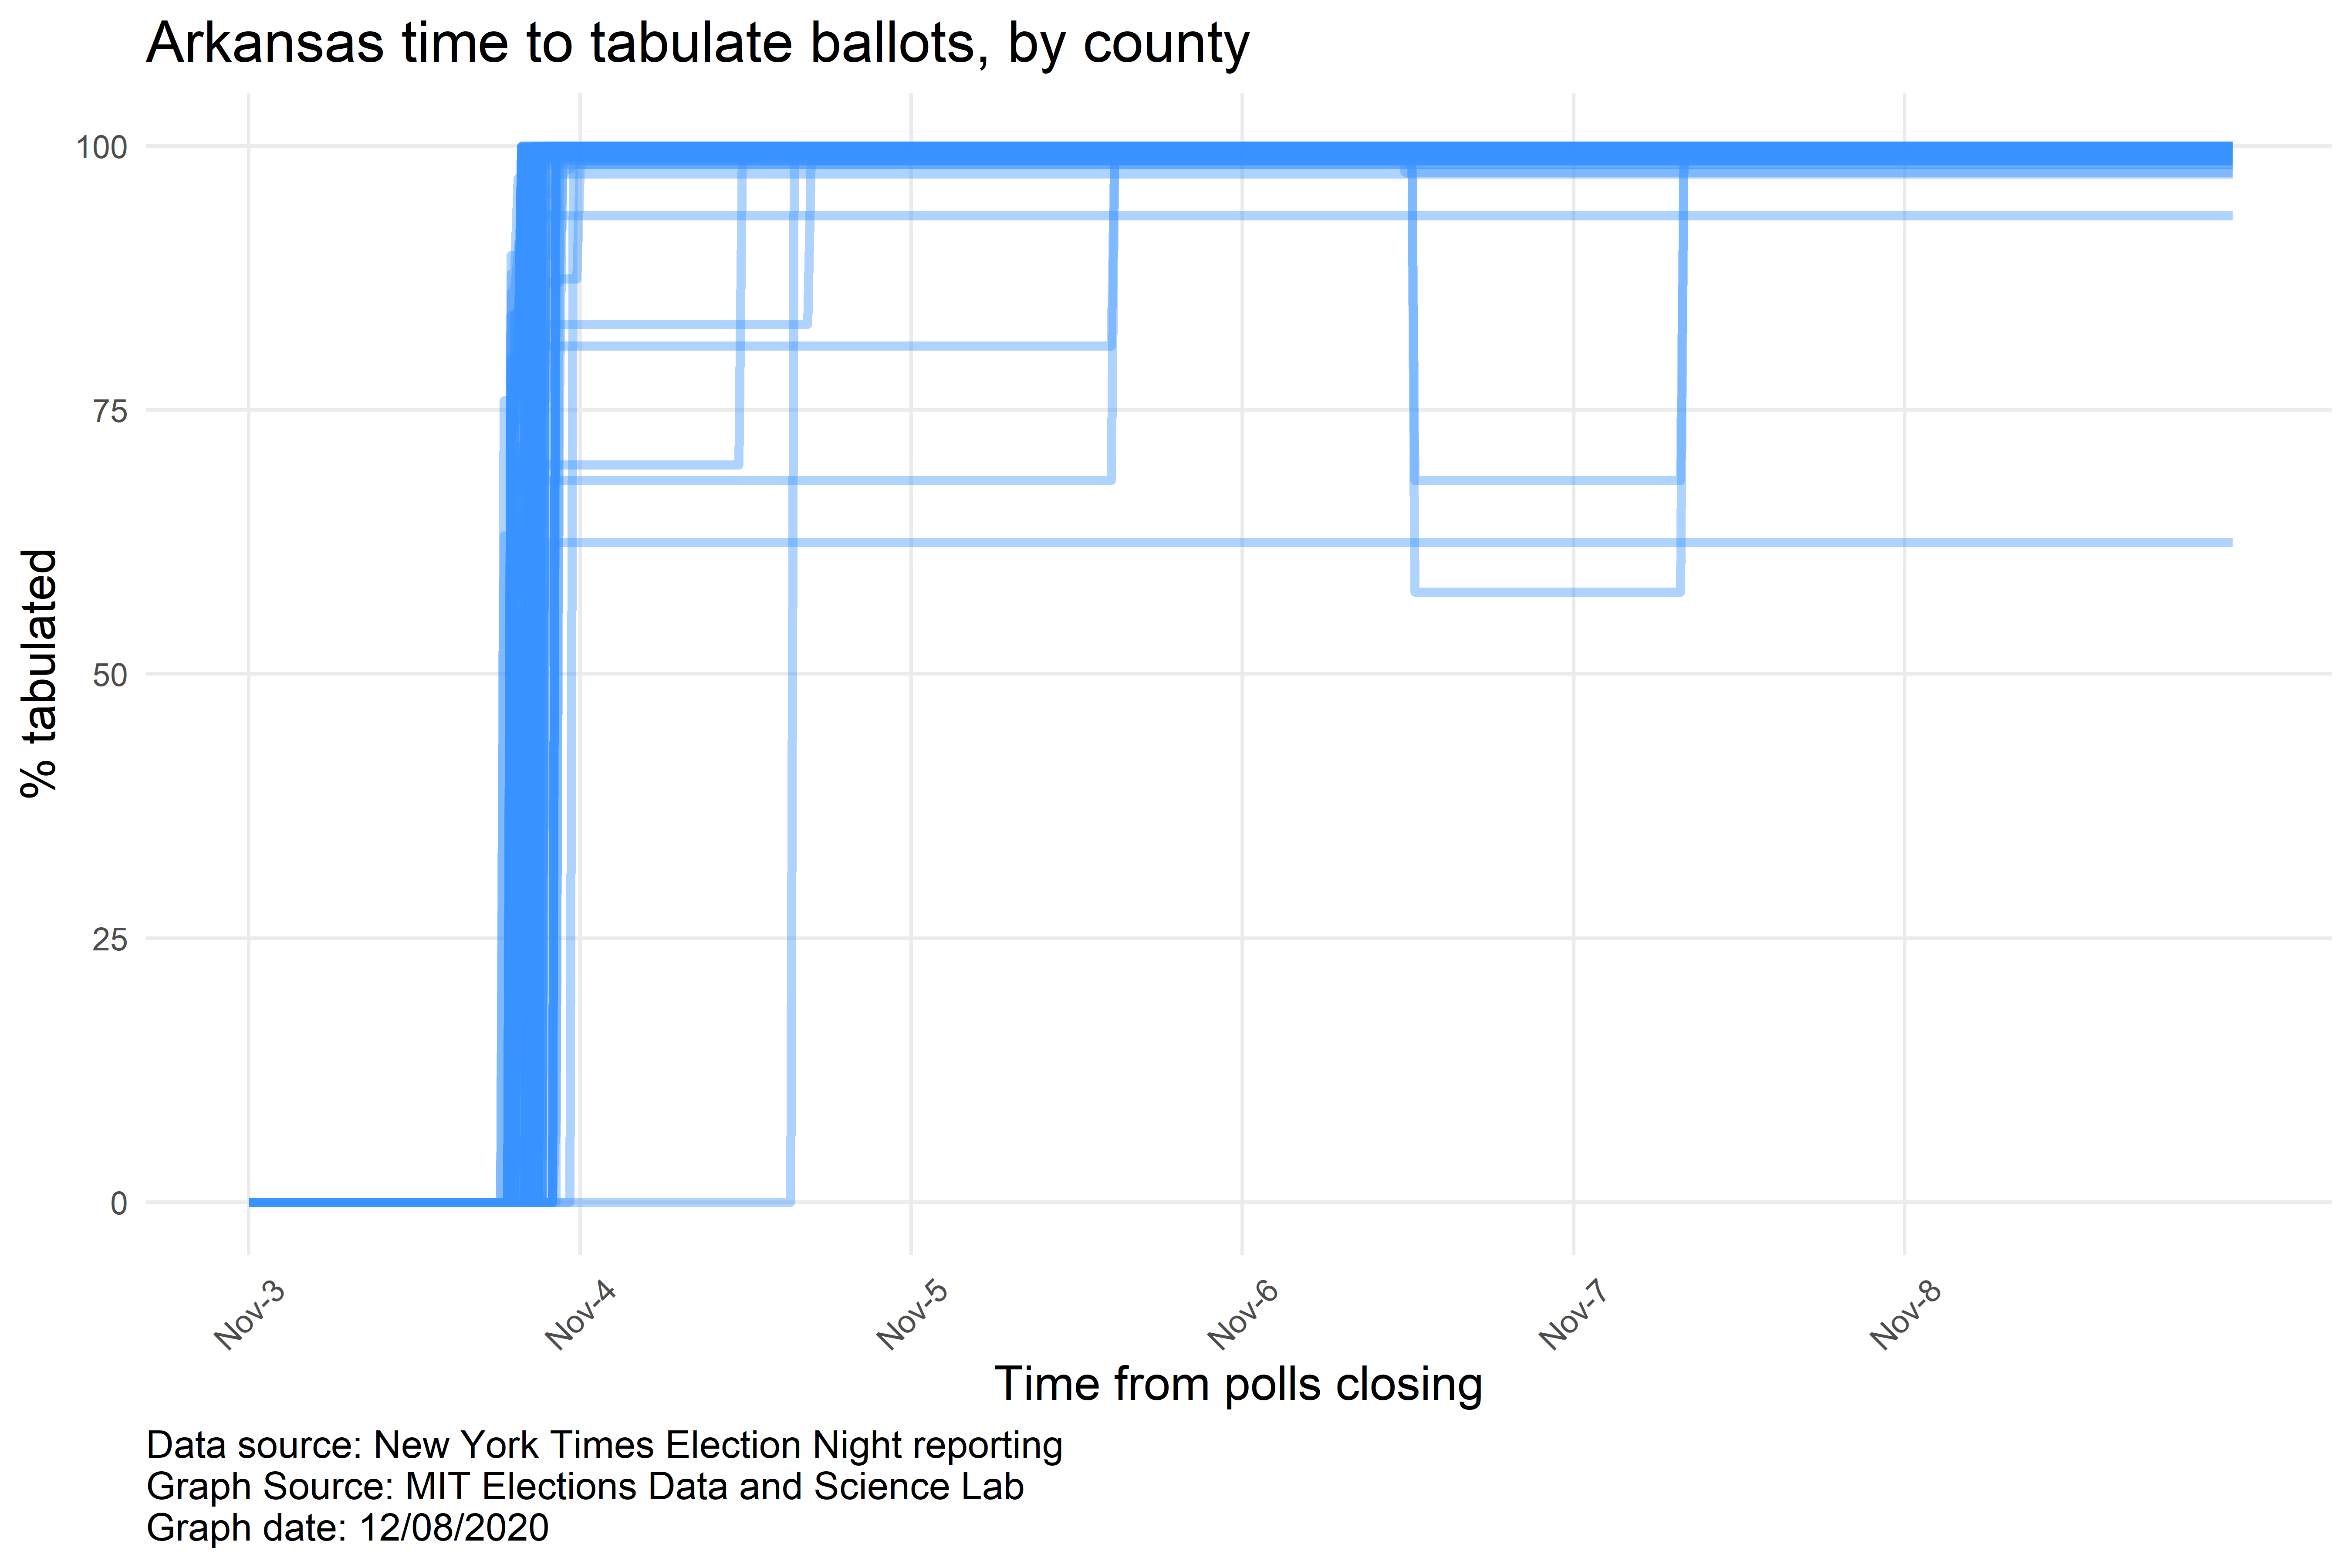 Arkansas time to tabulate ballots, by county
% tabulated
100
75
50
25
0
Nov-3
Nov-4
Nov-5
Nov-6
Nov-7
Nov-8
Time from polls closing
Data source: New York Times Election Night reporting
Graph Source: MIT Elections Data and Science Lab
Graph date: 12/08/2020